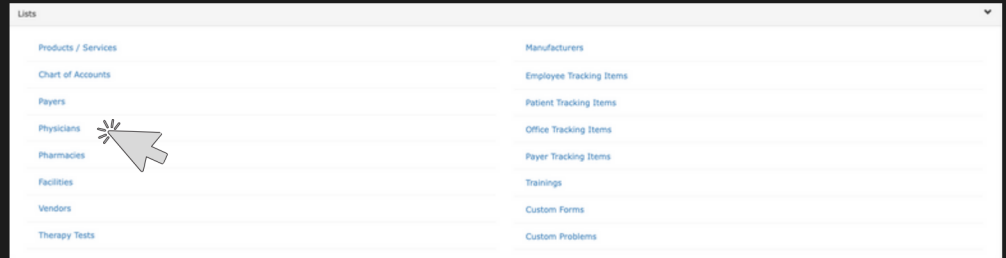 Lists
Products / Services
Chart of Accounts
Payers
Physicians
Pharmacies
Facilities
Vendors
Therapy Tests
Manufacturers
Employee Tracking Items
Patient Tracking Items
Office Tracking Items
Payer Tracking Items
Trainings
Custom Forms
Custom Problems